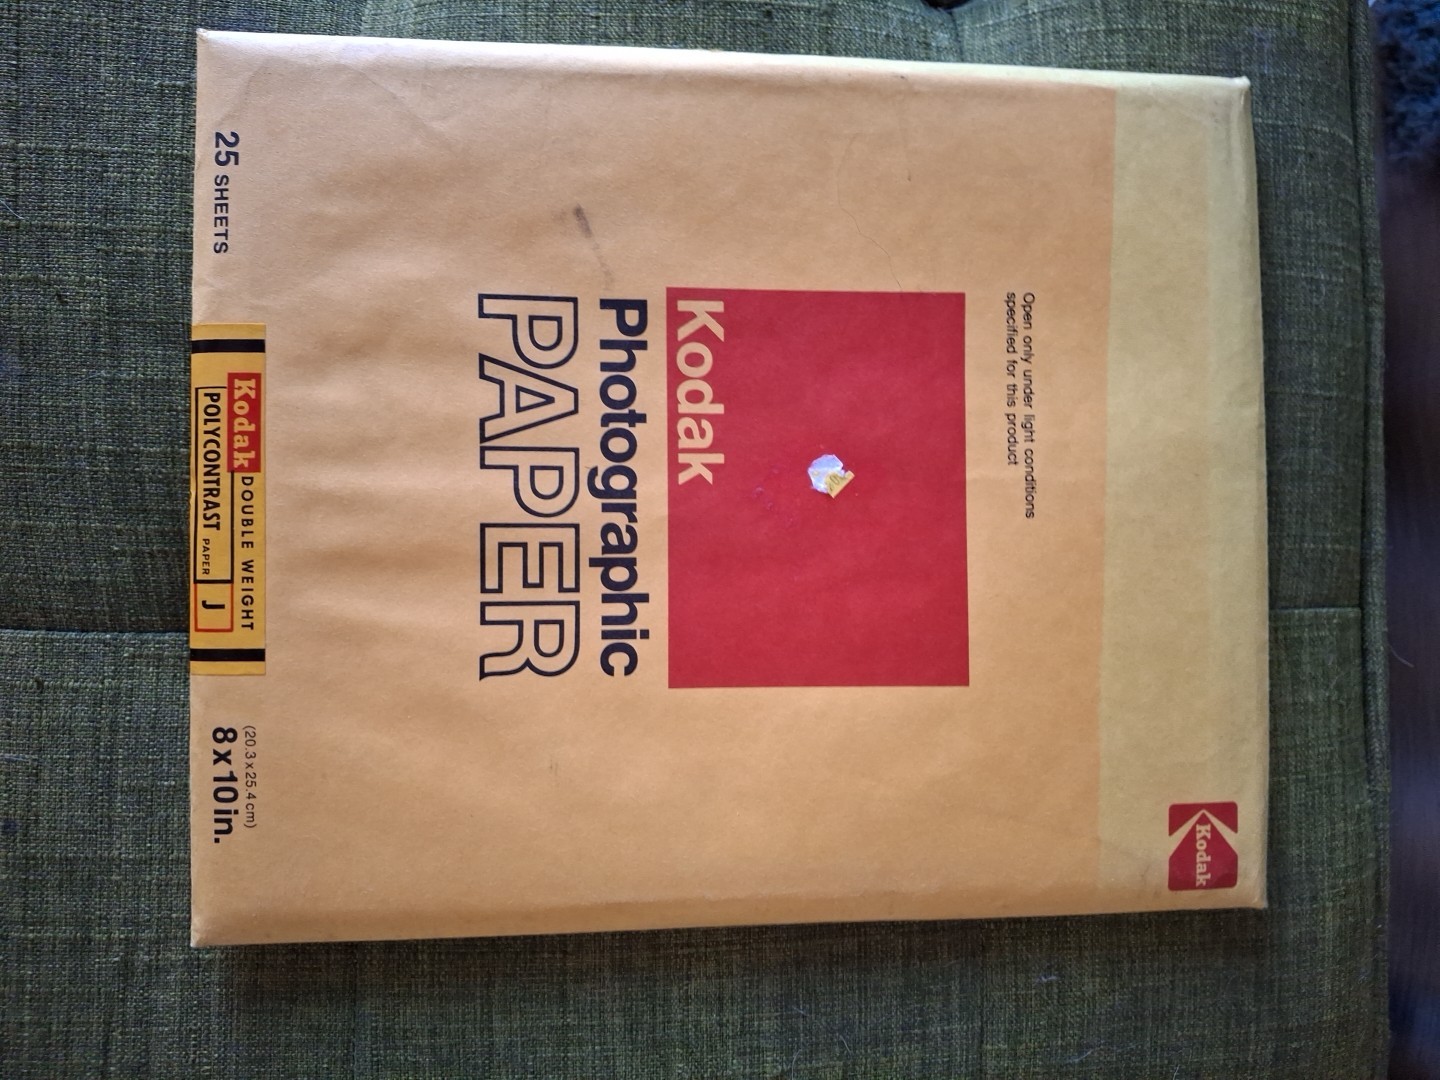 Kodak
Open only under light conditions
specified for this product
Kodak
Photographic
PAPER
25 SHEETS
Kodak DOUBLE WEIGHT
POLYCONTRAST PAPER J
(20.3 x 25.4 cm)
8 x 10 in.